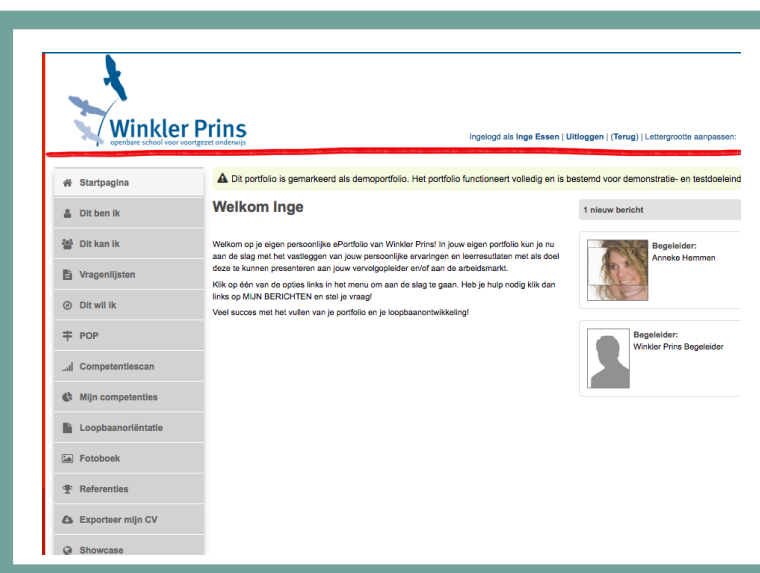 Winkler Prins
openbare school voor voortgezet onderwijs
Ingelogd als Inge Essen | Uitloggen | (Terug) | Lettergrootte aanpassen:
Startpagina
Dit ben ik
Dit kan ik
Vragenlijsten
Dit wil ik
POP
Competentiescan
Mijn competenties
Loopbaanoriëntatie
Fotoboek
Referenties
Exporteer mijn CV
Showcase
Dit portfolio is gemarkeerd als demoportfolio. Het portfolio functioneert volledig en is bestemd voor demonstratie- en testdoeleind
Welkom Inge
Welkom op je eigen persoonlijke ePortfolio van Winkler Prins! In jouw eigen portfolio kun je nu
aan de slag met het vastleggen van jouw persoonlijke ervaringen en leerresutlaten met als doel
deze te kunnen presenteren aan jouw vervolgopleider en/of aan de arbeidsmarkt.
Klik op één van de opties links in het menu om aan de slag te gaan. Heb je hulp nodig klik dan
links op MIJN BERICHTEN en stel je vraag!
Veel succes met het vullen van je portfolio en je loopbaanontwikkeling!
1 nieuw bericht
Begeleider:
Anneke Hemmen
Begeleider:
Winkler Prins Begeleider